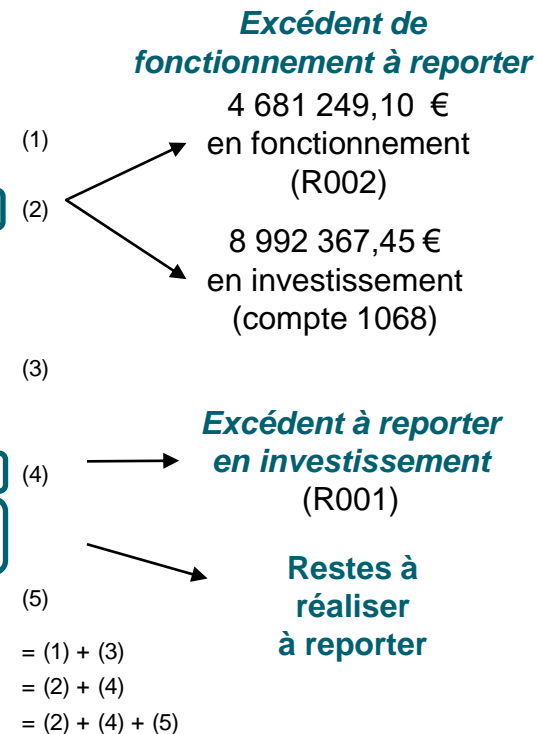 Excédent de
fonctionnement à reporter
4 681 249,10 €
(1)
en fonctionnement
(R002)
(2)
8 992 367,45 €
en investissement
(compte 1068)
(3)
Excédent à reporter
en investissement
(4)
(R001)
Restes à
(5)
réaliser
à reporter
= (1) + (3)
= (2) + (4)
= (2) + (4) + (5)